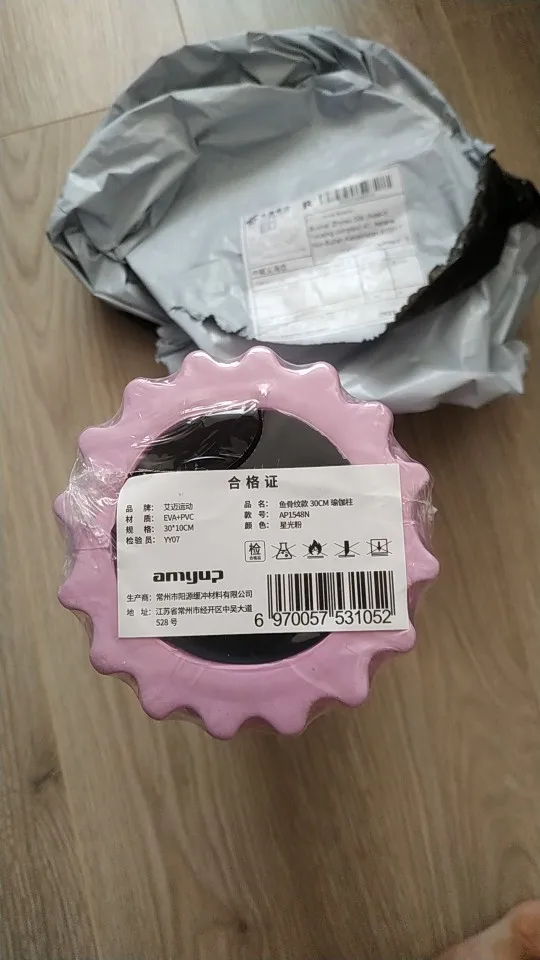 合格证
品 牌: 艾迈运动
材 质: EVA+PVC
规 格: 30*10CM
检验员: YY07
品 名: 鱼骨纹款 30CM 瑜伽柱
款 号: AP1548N
颜 色: 星光粉
检
合格品
amyup
生产商: 常州市阳源缓冲材料有限公司
地 址: 江苏省常州市经开区中吴大道
528 号
6 970057 531052